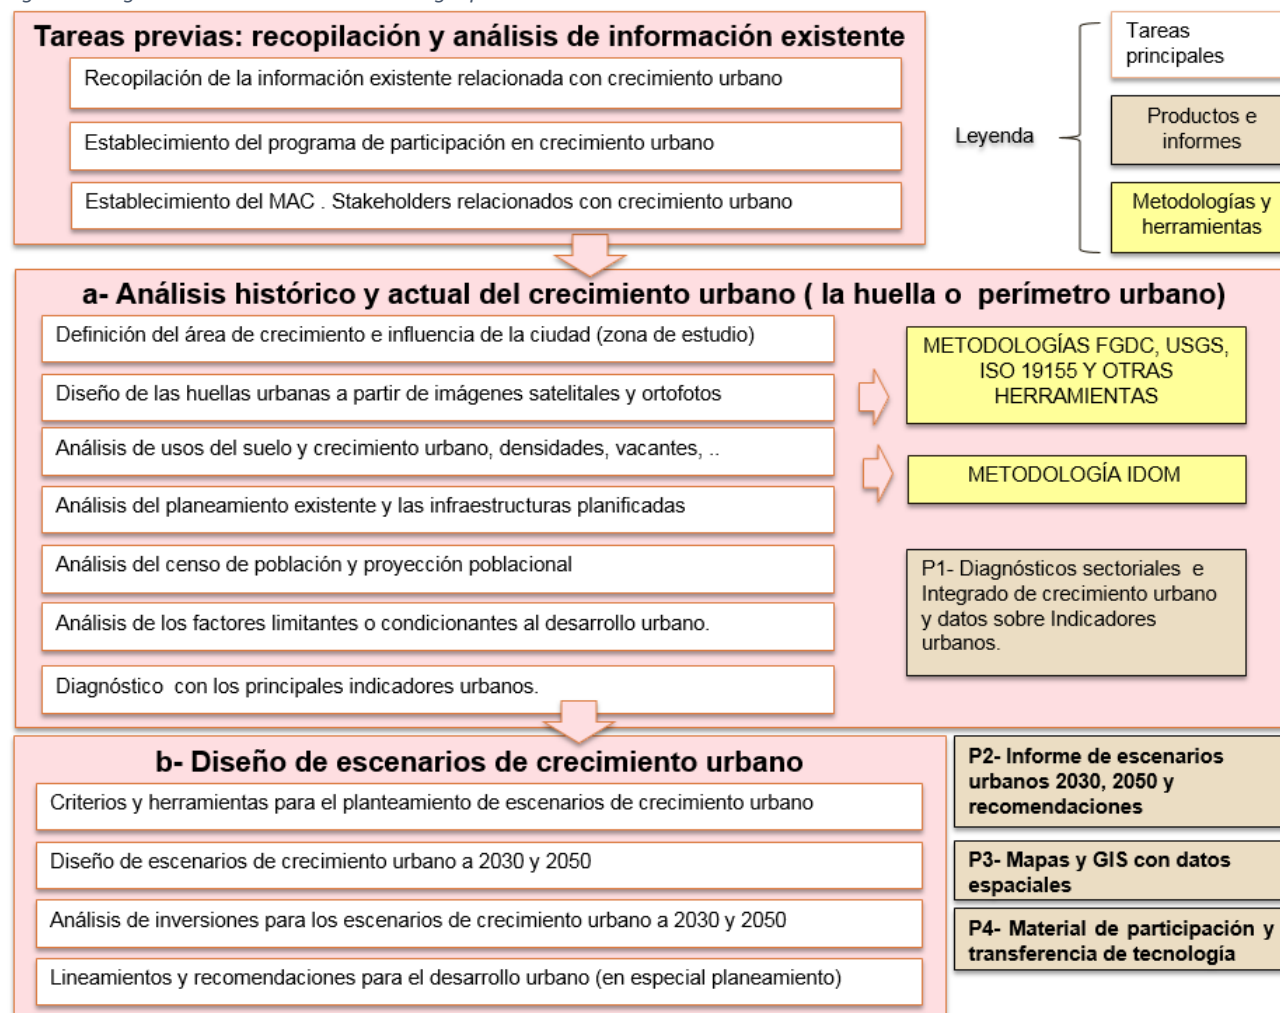 Tareas previas: recopilación y análisis de información existente
Recopilación de la información existente relacionada con crecimiento urbano
Establecimiento del programa de participación en crecimiento urbano
Establecimiento del MAC . Stakeholders relacionados con crecimiento urbano
Leyenda
Tareas
principales
Productos e
informes
Metodologías y
herramientas
a- Análisis histórico y actual del crecimiento urbano ( la huella o perímetro urbano)
Definición del área de crecimiento e influencia de la ciudad (zona de estudio)
Diseño de las huellas urbanas a partir de imágenes satelitales y ortofotos
Análisis de usos del suelo y crecimiento urbano, densidades, vacantes, ..
Análisis del planeamiento existente y las infraestructuras planificadas
Análisis del censo de población y proyección poblacional
Análisis de los factores limitantes o condicionantes al desarrollo urbano.
Diagnóstico con los principales indicadores urbanos.
METODOLOGÍAS FGDC, USGS,
ISO 19155 Y OTRAS
HERRAMIENTAS
METODOLOGÍA IDOM
P1- Diagnósticos sectoriales e
Integrado de crecimiento urbano
y datos sobre Indicadores
urbanos.
b- Diseño de escenarios de crecimiento urbano
Criterios y herramientas para el planteamiento de escenarios de crecimiento urbano
Diseño de escenarios de crecimiento urbano a 2030 y 2050
Análisis de inversiones para los escenarios de crecimiento urbano a 2030 y 2050
Lineamientos y recomendaciones para el desarrollo urbano (en especial planeamiento)
P2- Informe de escenarios
urbanos 2030, 2050 y
recomendaciones
P3- Mapas y GIS con datos
espaciales
P4- Material de participación y
transferencia de tecnología